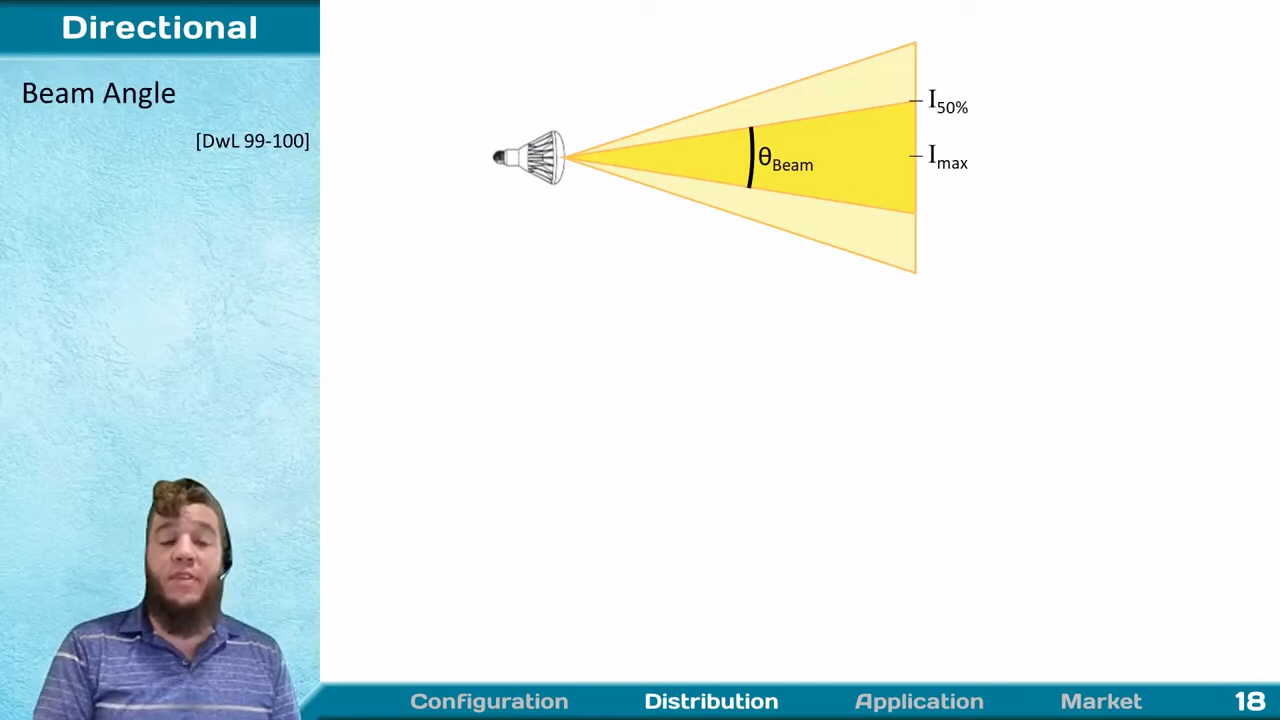 Directional
Beam Angle
[DwL 99-100]
I50%
θBeam
Imax
Configuration Distribution Application Market 18